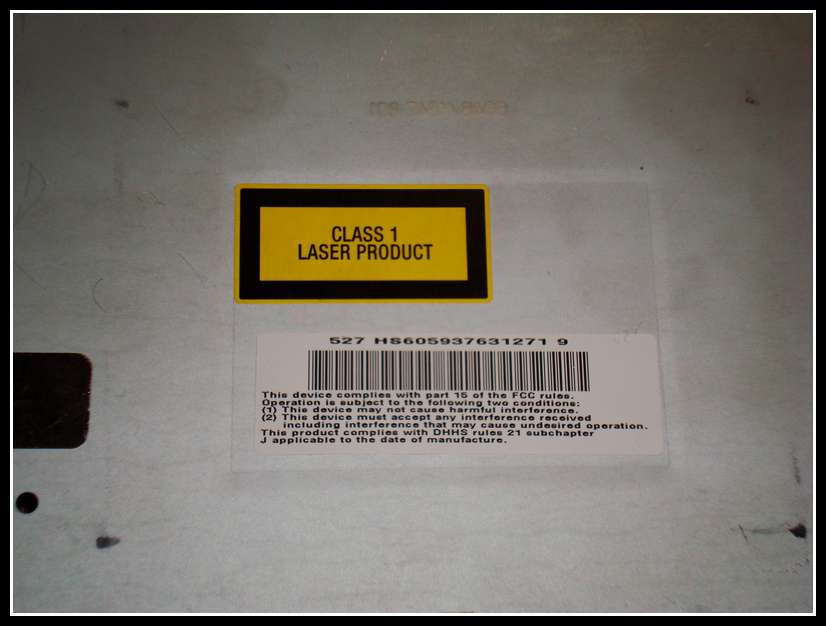 CLASS 1
LASER PRODUCT
527 HS605937631271 9
This device complies with part 15 of the FCC rules.
Operation is subject to the following two conditions:
(1) This device may not cause harmful interference.
(2) This device must accept any interference received
including interference that may cause undesired operation.
This product complies with DHHS rules 21 subchapter
J applicable to the date of manufacture.